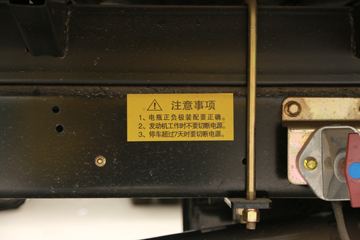 注意事项
1、电瓶正负极装配要正确。
2、发动机工作时不要切断电源。
3、停车超过7天时要切断电源。